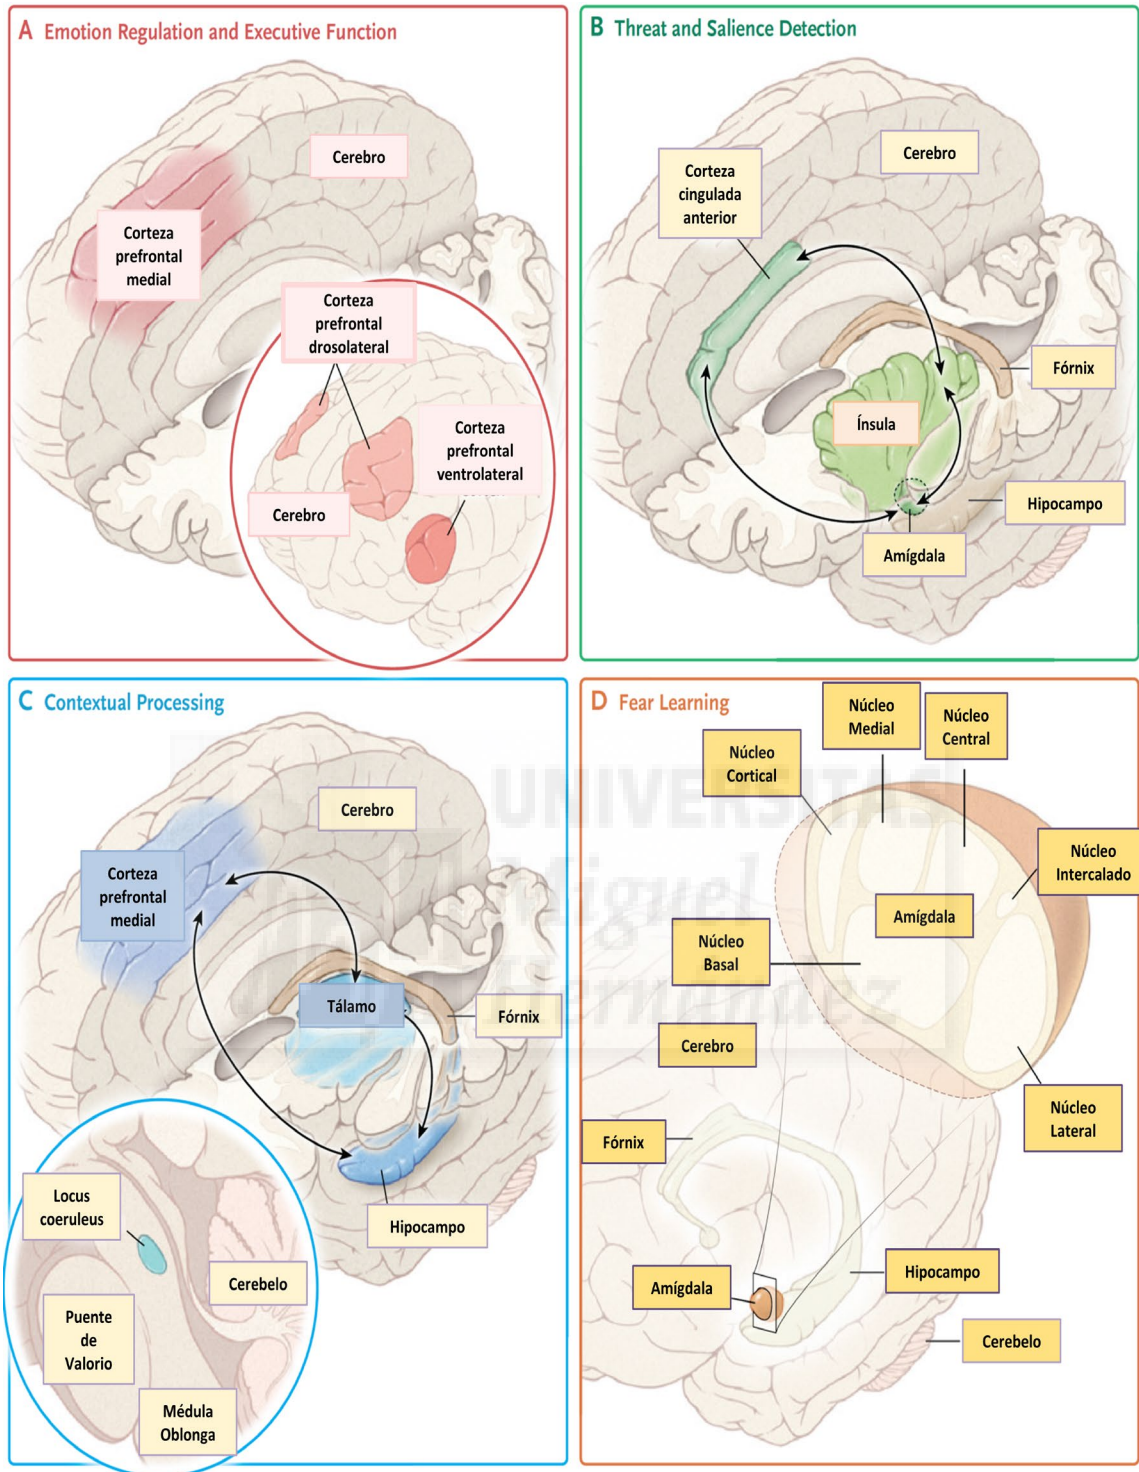 A Emotion Regulation and Executive Function
Cerebro
Corteza
prefrontal
medial
Corteza
prefrontal
drosolateral
Corteza
prefrontal
ventrolateral
Cerebro
B Threat and Salience Detection
Cerebro
Corteza
cingulada
anterior
Fórnix
Ínsula
Hipocampo
Amígdala
C Contextual Processing
Cerebro
Corteza
prefrontal
medial
Tálamo
Fórnix
Hipocampo
Locus
coeruleus
Cerebelo
Puente
de
Valorio
Médula
Oblonga
D Fear Learning
Núcleo
Medial
Núcleo
Central
Núcleo
Cortical
Núcleo
Intercalado
Amígdala
Núcleo
Basal
Cerebro
Núcleo
Lateral
Fórnix
Hipocampo
Amígdala
Cerebelo
UNIVERSITAS
Miguel
Hernández